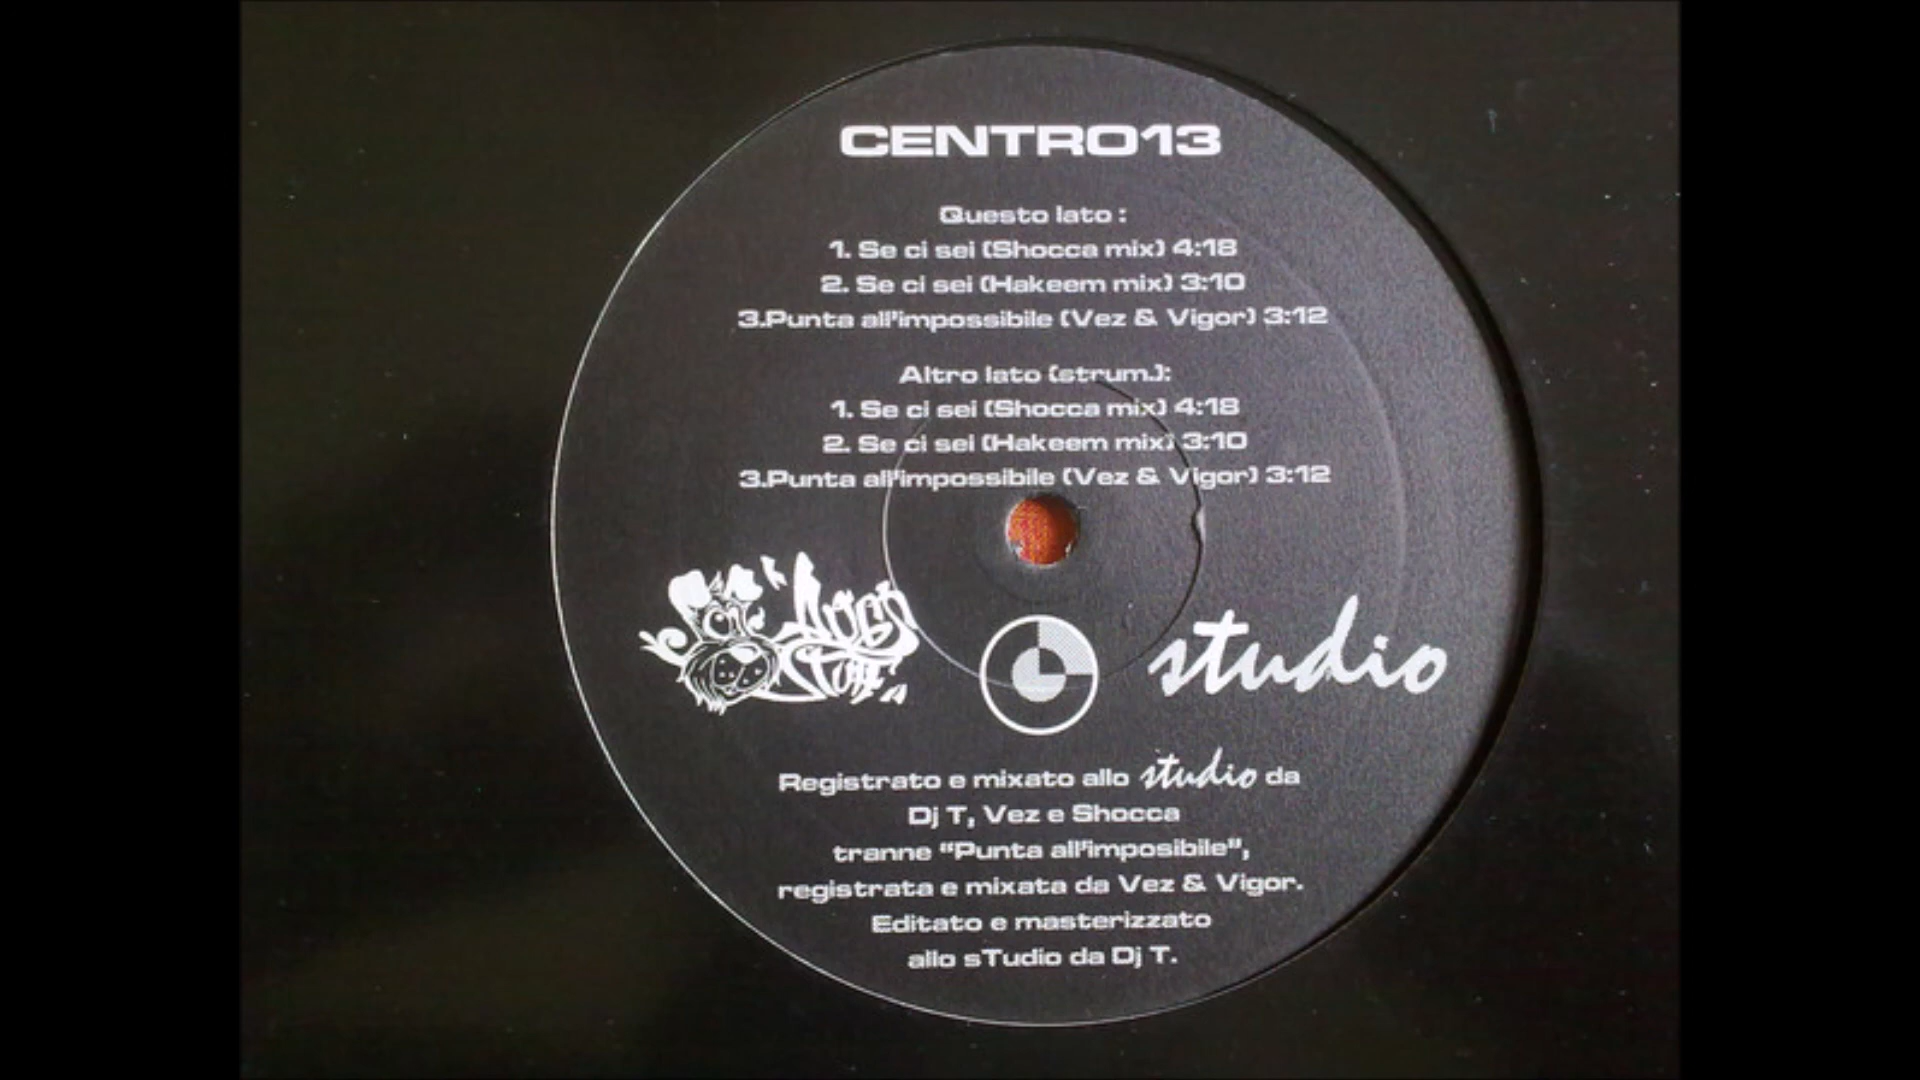 CENTRO13
Questo lato :
1. Se ci sei (Shocca mix) 4:18
2. Se ci sei (Hakeem mix) 3:10
3.Punta all'impossibile (Vez & Vigor) 3:12
Altro lato (strum.):
1. Se ci sei (Shocca mix) 4:18
2. Se ci sei (Hakeem mix) 3:10
3.Punta all'impossibile (Vez & Vigor) 3:12
studio
Registrato e mixato allo studio da
Dj T, Vez e Shocca
tranne “Punta all'imposibile”,
registrata e mixata da Vez & Vigor.
Editato e masterizzato
allo sTudio da Dj T.